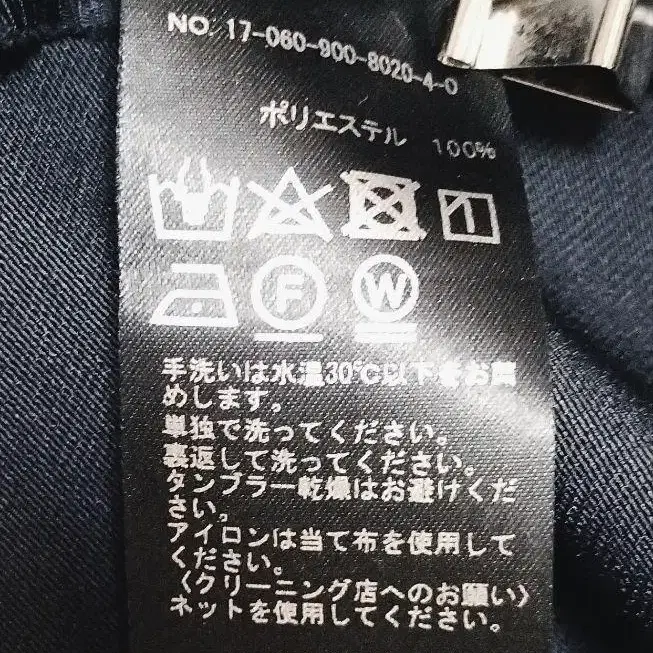 NO. 17-060-900-8020-4-0
ポリエステル 100%
F W
手洗いは水温30℃以下をお薦
めします。
単独で洗ってください。
裏返して洗ってください。
タンブラー乾燥はお避けくだ
さい。
アイロンは当て布を使用して
ください。
〈クリーニング店へのお願い〉
ネットを使用してください。